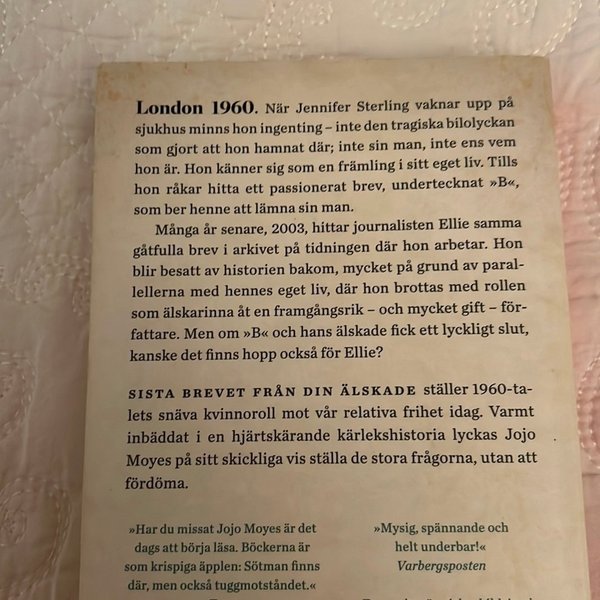 London 1960. När Jennifer Sterling vaknar upp på
sjukhus minns hon ingenting – inte den tragiska bilolyckan
som gjort att hon hamnat där; inte sin man, inte ens vem
hon är. Hon känner sig som en främling i sitt eget liv. Tills
hon råkar hitta ett passionerat brev, undertecknat »B«,
som ber henne att lämna sin man.
Många år senare, 2003, hittar journalisten Ellie samma
gåtfulla brev i arkivet på tidningen där hon arbetar. Hon
blir besatt av historien bakom, mycket på grund av paral-
lellerna med hennes eget liv, där hon brottas med rollen
som älskarinna åt en framgångsrik – och mycket gift – för-
fattare. Men om »B« och hans älskade fick ett lyckligt slut,
kanske det finns hopp också för Ellie?
SISTA BREVET FRÅN DIN ÄLSKADE ställer 1960-ta-
lets snäva kvinnoroll mot vår relativa frihet idag. Varmt
inbäddat i en hjärtskärande kärlekshistoria lyckas Jojo
Moyes på sitt skickliga vis ställa de stora frågorna, utan att
fördöma.
»Har du missat Jojo Moyes är det
dags att börja läsa. Böckerna är
som krispiga äpplen: Sötman finns
där, men också tuggmotståndet.«
»Mysig, spännande och
helt underbar!«
Varbergsposten